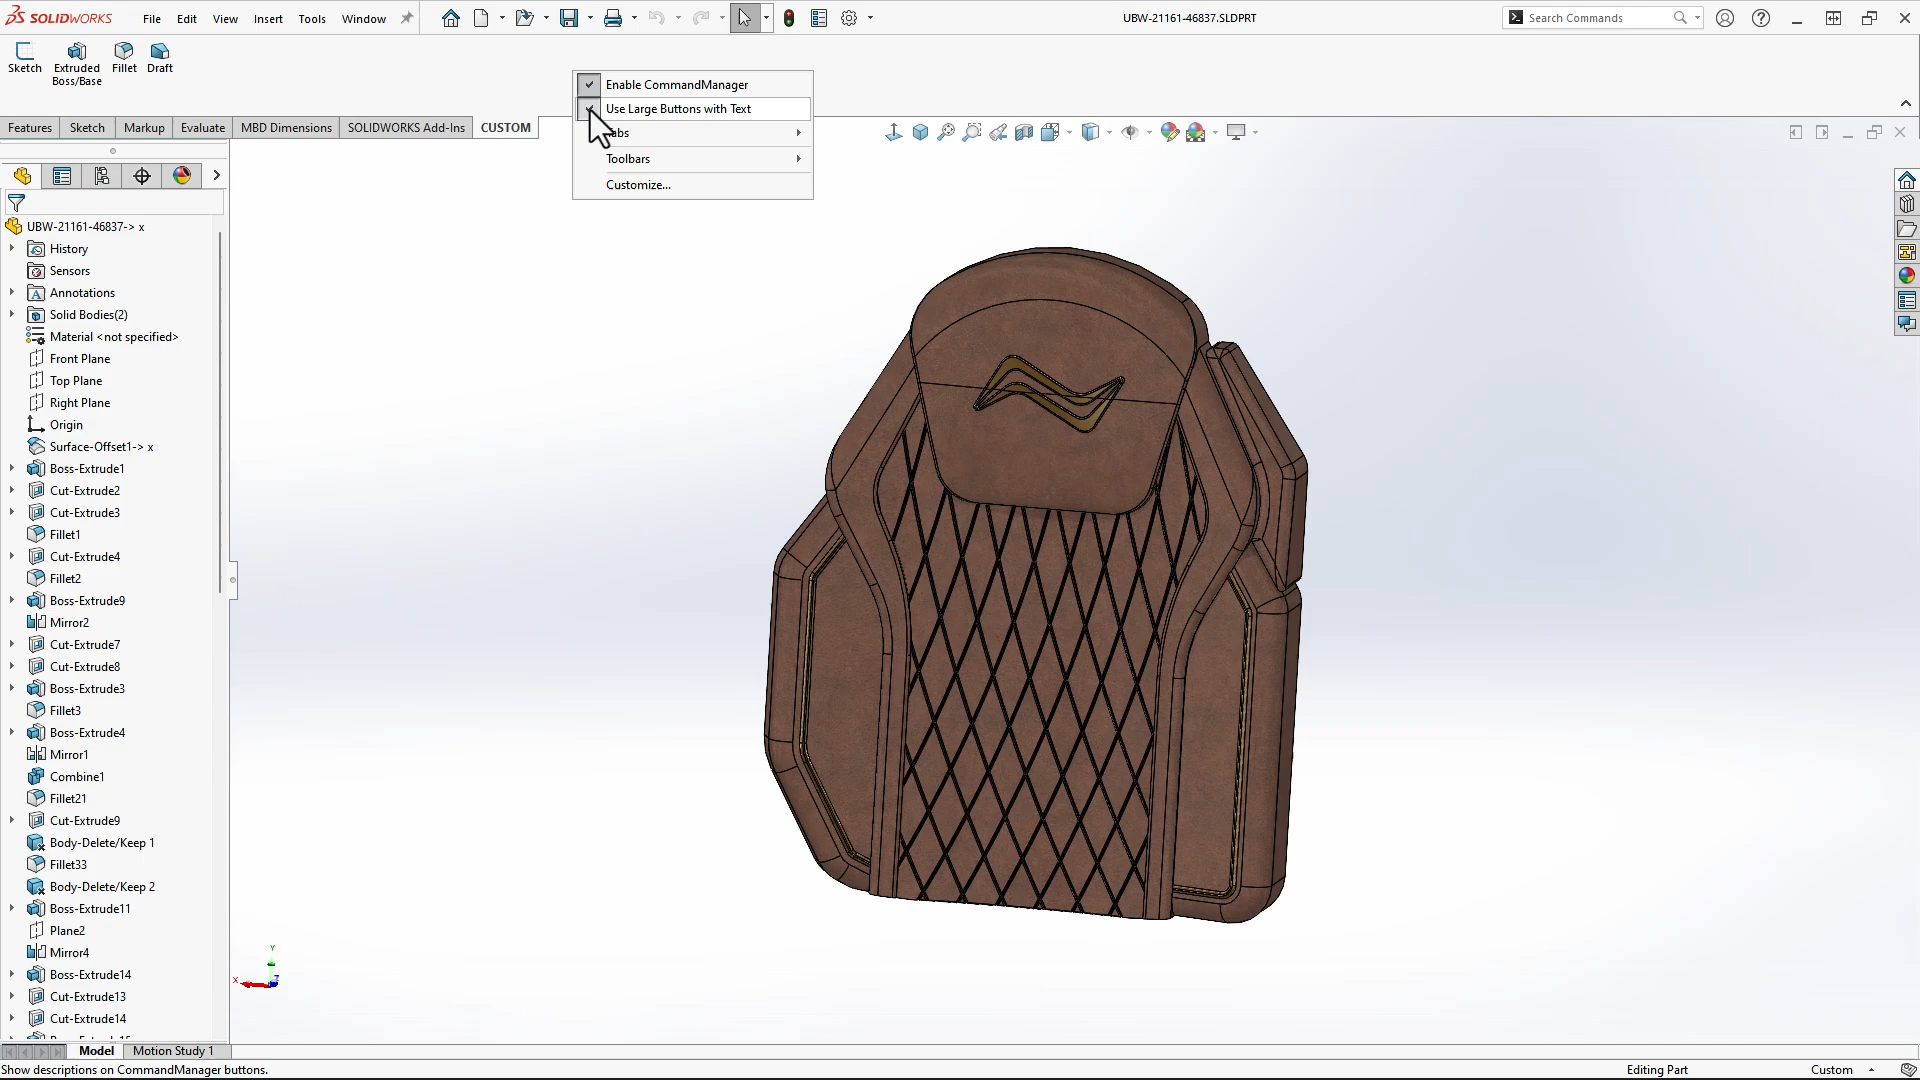 SOLIDWORKS
File Edit View Insert Tools Window
UBW-21161-46837.SLDPRT
Search Commands
Sketch
Extruded Boss/Base
Fillet
Draft
Enable CommandManager
Use Large Buttons with Text
Toolbars
Customize...
Features Sketch Markup Evaluate MBD Dimensions SOLIDWORKS Add-Ins CUSTOM
UBW-21161-46837-> x
History
Sensors
Annotations
Solid Bodies(2)
Material <not specified>
Front Plane
Top Plane
Right Plane
Origin
Surface-Offset1-> x
Boss-Extrude1
Cut-Extrude2
Cut-Extrude3
Fillet1
Cut-Extrude4
Fillet2
Boss-Extrude9
Mirror2
Cut-Extrude7
Cut-Extrude8
Boss-Extrude3
Fillet3
Boss-Extrude4
Mirror1
Combine1
Fillet21
Cut-Extrude9
Body-Delete/Keep 1
Fillet33
Body-Delete/Keep 2
Boss-Extrude11
Plane2
Mirror4
Boss-Extrude14
Cut-Extrude13
Cut-Extrude14
Y
X
Z
Model Motion Study 1
Show descriptions on CommandManager buttons.
Editing Part
Custom